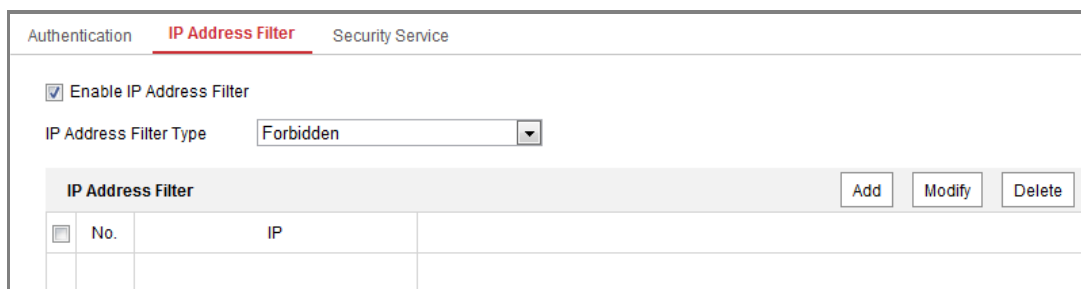 Authentication IP Address Filter Security Service
Enable IP Address Filter
IP Address Filter Type Forbidden
IP Address Filter Add Modify Delete
No. IP